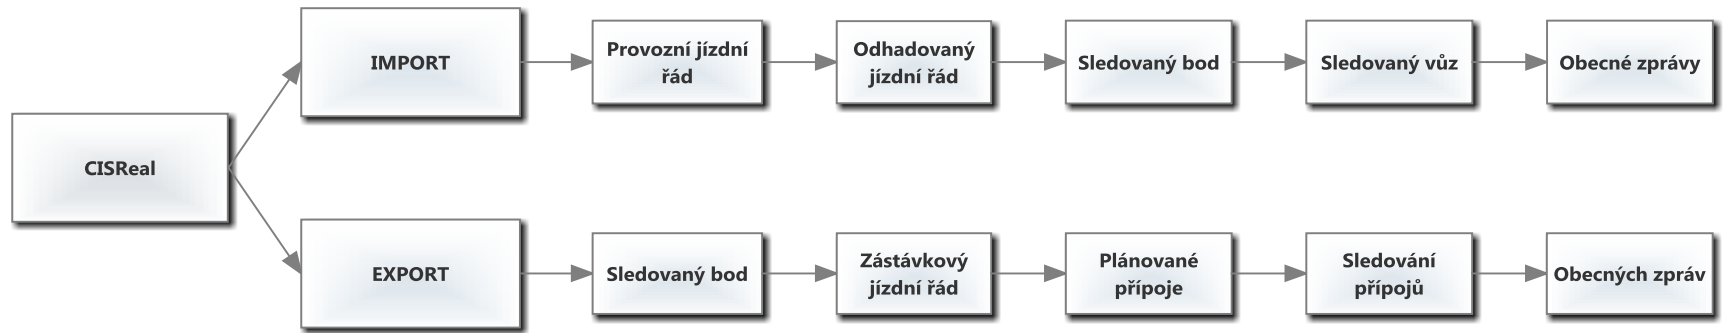 IMPORT
Provozní jízdní
řád
Odhadovaný
jízdní řád
Sledovaný bod
Sledovaný vůz
Obecné zprávy
CISReal
EXPORT
Sledovaný bod
Zástávkový
jízdní řád
Plánované
přípoje
Sledování
přípojů
Obecných zpráv